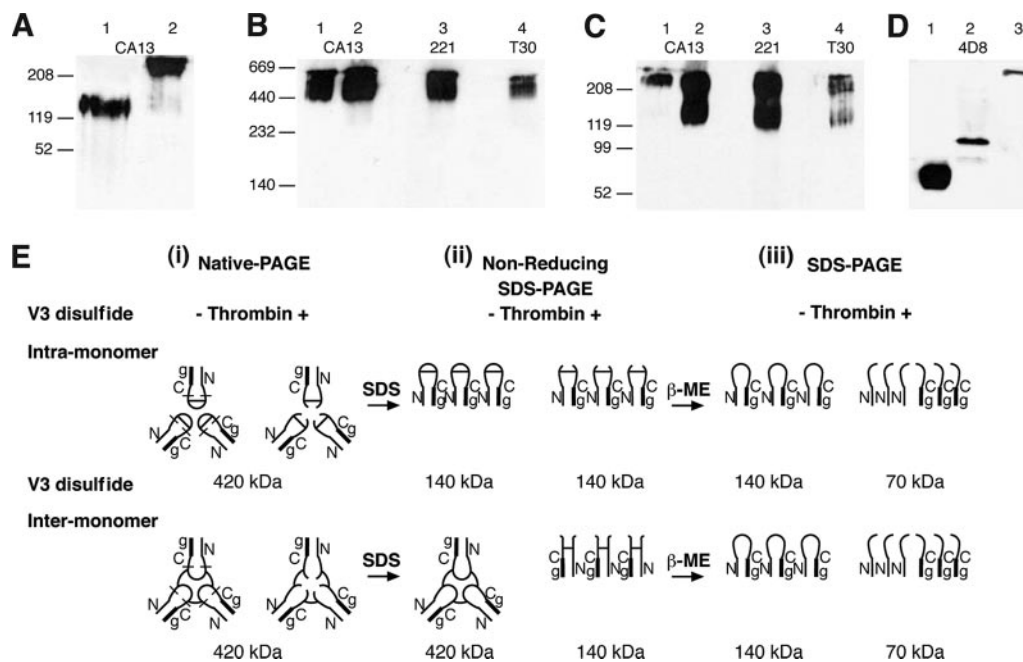 A
1 2
CA13
208
119
52
B
1 2 3 4
CA13 221 T30
669
440
232
140
C
1 2 3 4
CA13 221 T30
208
119
99
52
D
1 2 3
4D8
E
(i) Native-PAGE
(ii) Non-Reducing
SDS-PAGE
(iii) SDS-PAGE
V3 disulfide - Thrombin + - Thrombin + - Thrombin +
Intra-monomer
g N C N g C C g N
g N C N g C C g N
SDS
N C g N C g N C g
N C g N C g N C g
β-ME
N C g N C g N C g
N N N C C C g g g
420 kDa 140 kDa 140 kDa 140 kDa 70 kDa
V3 disulfide
Inter-monomer
g N C N g C C g N
g N C N g C C g N
SDS
g N C N g C C g N
C g N C g N C g N
β-ME
N C g N C g N C g
N N N C C C g g g
420 kDa 420 kDa 140 kDa 140 kDa 70 kDa